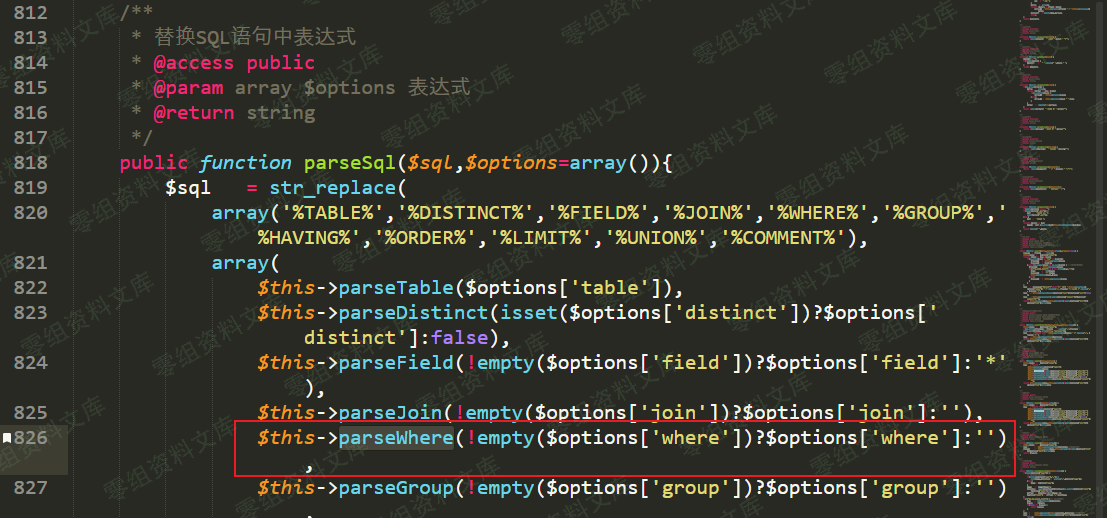 812 /**
813 * 替换SQL语句中表达式
814 * @access public
815 * @param array $options 表达式
816 * @return string
817 */
818 public function parseSql($sql,$options=array()){
819 $sql = str_replace(
820 array('%TABLE%','%DISTINCT%','%FIELD%','%JOIN%','%WHERE%','%GROUP%','
%HAVING%','%ORDER%','%LIMIT%','%UNION%','%COMMENT%'),
821 array(
822 $this->parseTable($options['table']),
823 $this->parseDistinct(isset($options['distinct'])?$options['
distinct']:false),
824 $this->parseField(!empty($options['field'])?$options['field']:'*'
),
825 $this->parseJoin(!empty($options['join'])?$options['join']:''),
826 $this->parseWhere(!empty($options['where'])?$options['where']:'')
,
827 $this->parseGroup(!empty($options['group'])?$options['group']:'')
零组资料文库